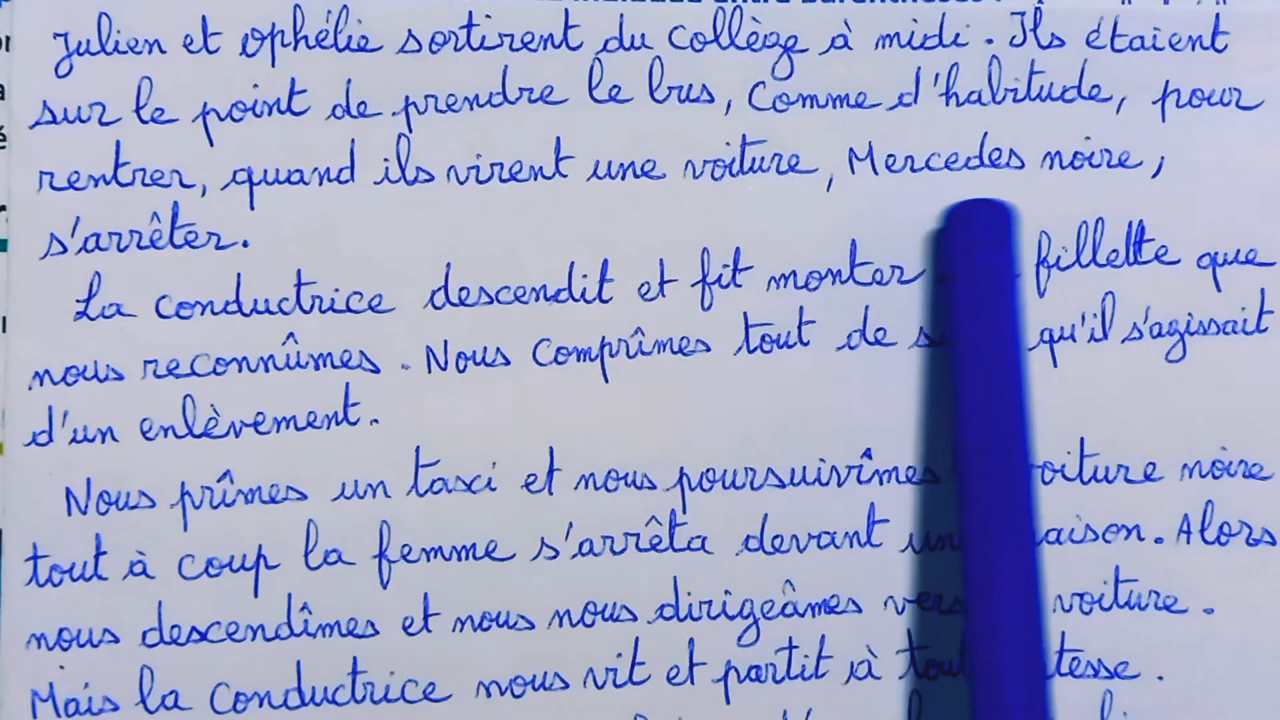 Julien et Ophélie sortirent du collège à midi. Ils étaient
sur le point de prendre le bus, comme d'habitude, pour
rentrer, quand ils virent une voiture, Mercedes noire,
s'arrêter.
La conductrice descendit et fit monter fillette que
nous reconnûmes. Nous comprîmes tout de qu'il s'agissait
d'un enlèvement.
Nous prîmes un taxi et nous poursuivîmes oiture noire
tout à coup la femme s'arrêta devant un aison. Alors
nous descendîmes et nous nous dirigeâmes vers voiture.
Mais la conductrice nous vit et partit à tout tesse.